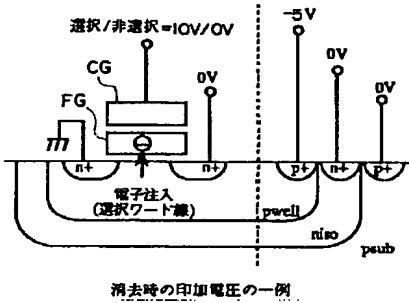 選択/非選択=10V/0V
-5V
CG
0V
0V
FG
0V
n+
n+
p+
n+
p+
電子注入
(選択ワード線)
pwell
niso
psub
消去時の印加電圧の一例